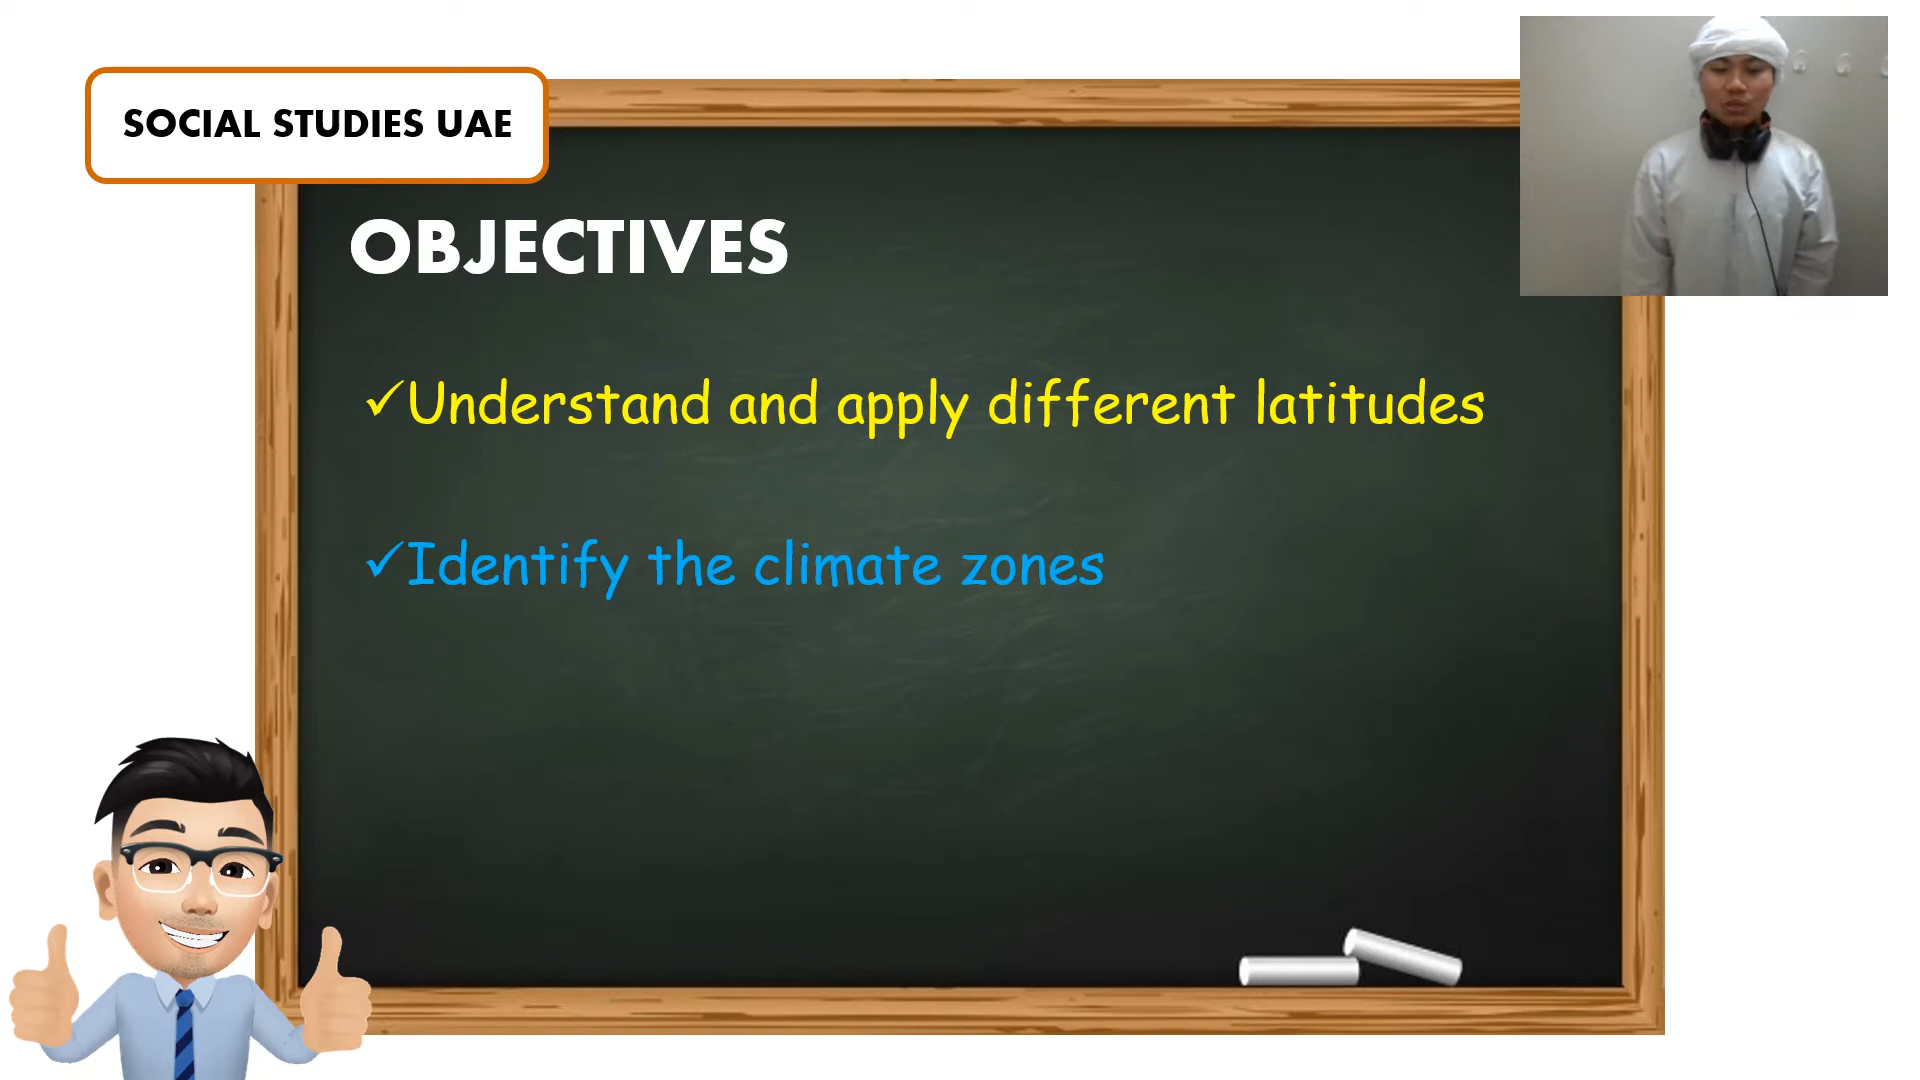 SOCIAL STUDIES UAE
OBJECTIVES
✓Understand and apply different latitudes
✓Identify the climate zones